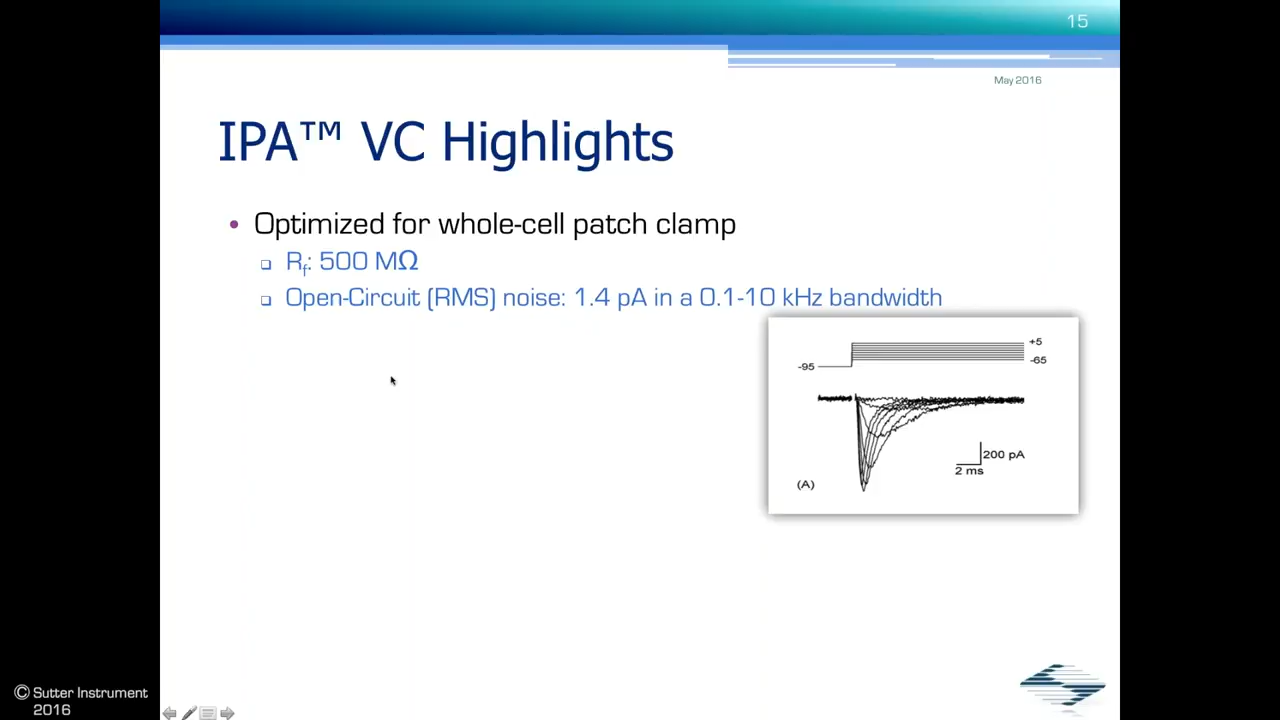 15
May 2016
IPA™ VC Highlights
• Optimized for whole-cell patch clamp
❑ Rf: 500 MΩ
❑ Open-Circuit (RMS) noise: 1.4 pA in a 0.1-10 kHz bandwidth
+5
-65
-95
200 pA
2 ms
(A)
© Sutter Instrument
2016